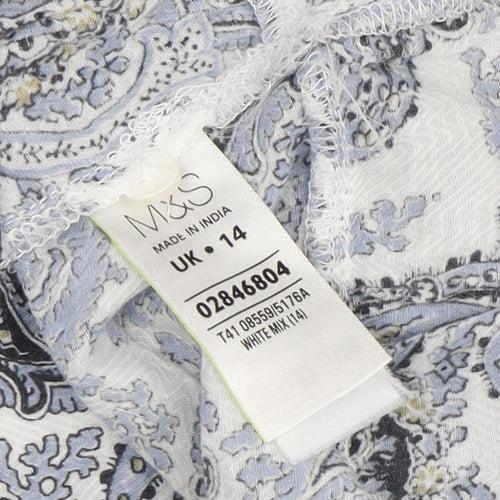 M&S
MADE IN INDIA
UK • 14
02846804
T41 08559/5176A
WHITE MIX (14)